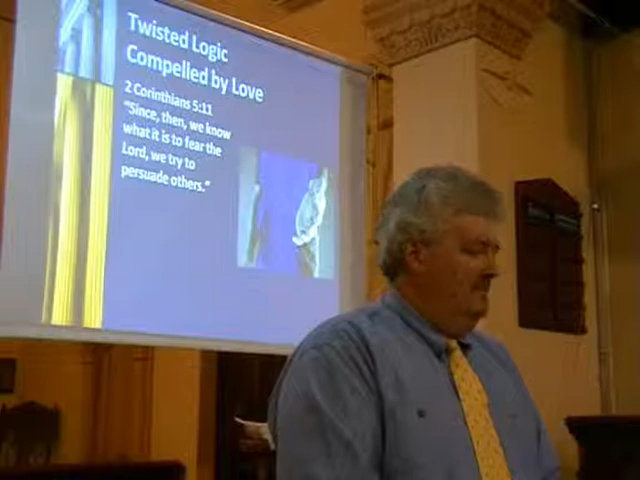 Twisted Logic
Compelled by Love
2 Corinthians 5:11
"Since, then, we know
what it is to fear the
Lord, we try to
persuade others."